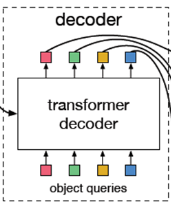 decoder
transformer
decoder
object queries